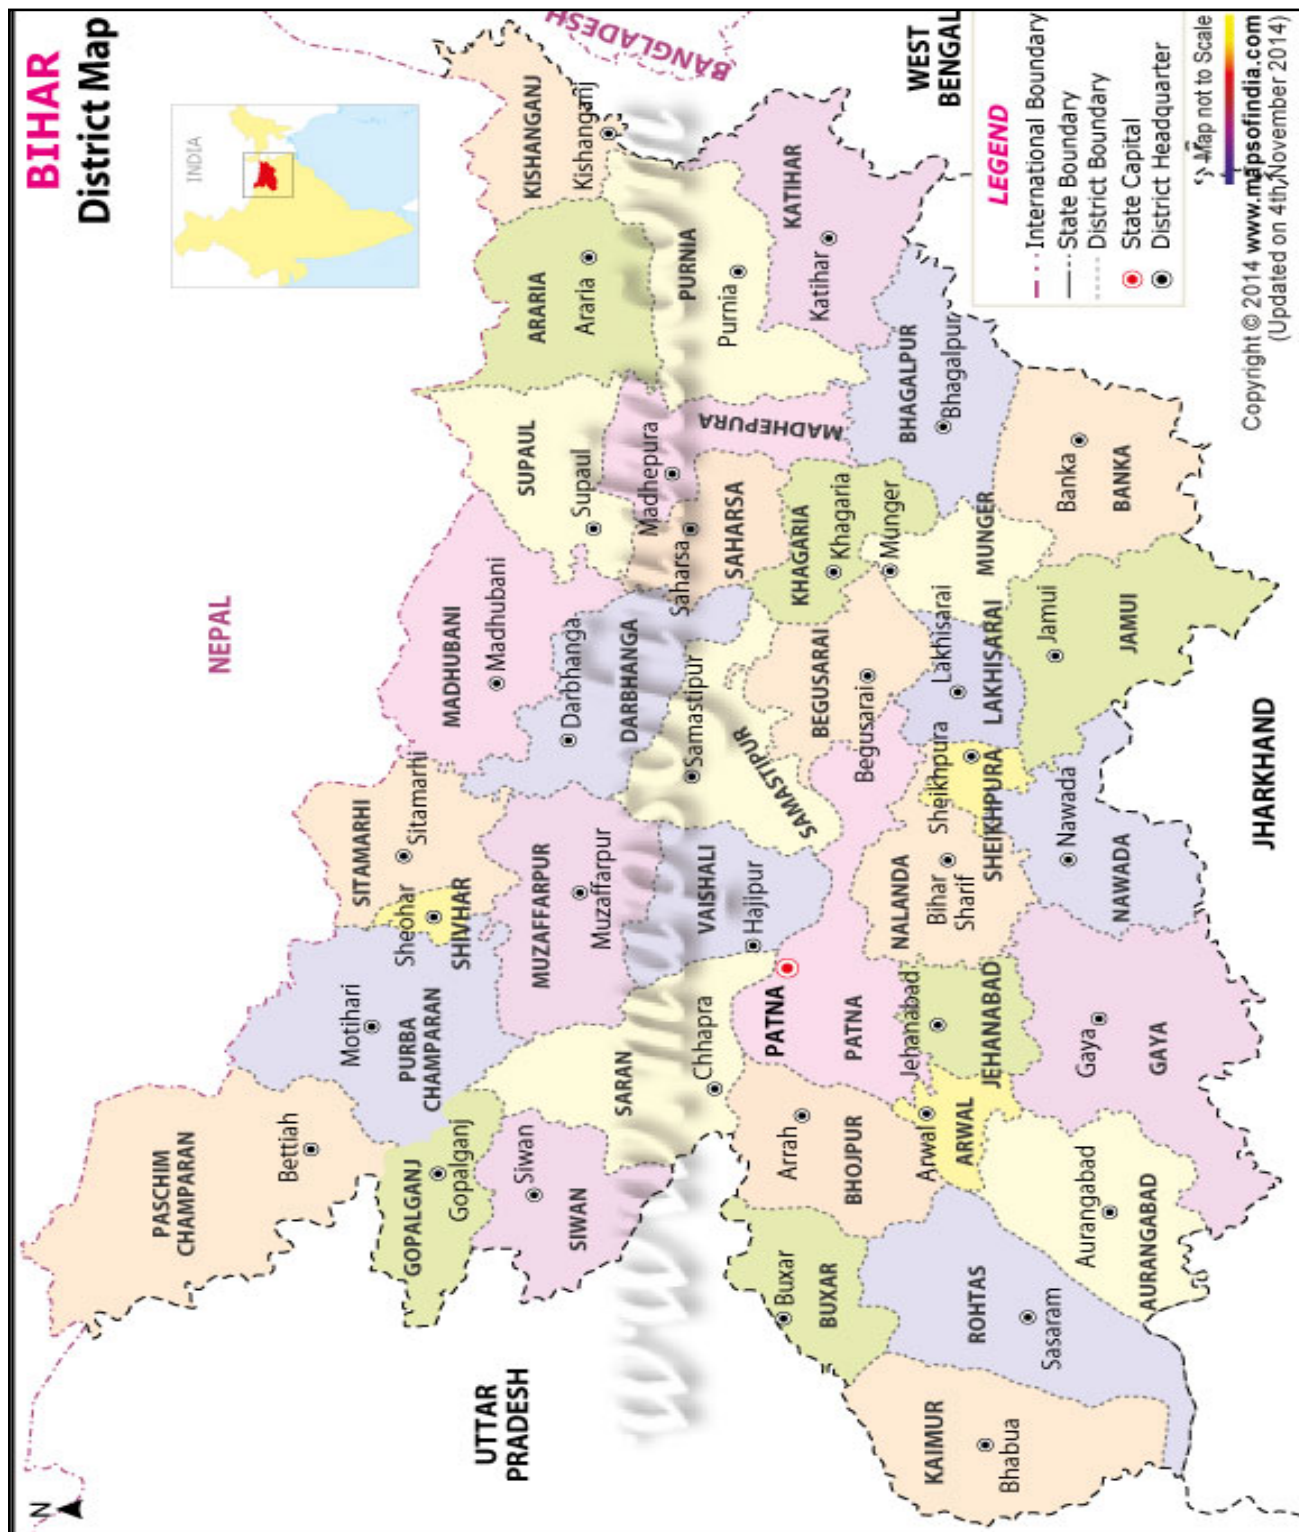 BIHAR
District Map
N
INDIA
NEPAL
BANGLADESH
WEST
BENGAL
UTTAR
PRADESH
JHARKHAND
PASCHIM
CHAMPARAN
Bettiah
Motihari
PURBA
CHAMPARAN
SITAMARHI
Sitamarhi
Sheohar
SHIVHAR
GOPALGANJ
Gopalganj
Siwan
SIWAN
SARAN
Chhapra
MUZAFFARPUR
Muzaffarpur
MADHUBANI
Madhubani
Darbhanga
DARBHANGA
SUPAUL
Supaul
ARARIA
Araria
KISHANGANJ
Kishanganj
PURNIA
Purnia
KATIHAR
Katihar
Madhepura
MADHEPURA
Saharsa
SAHARSA
Samastipur
SAMASTIPUR
VAISHALI
Hajipur
KHAGARIA
Khagaria
BEGUSARAI
Begusarai
BHAGALPUR
Bhagalpur
Munger
MUNGER
Banka
BANKA
Jamui
JAMUI
Lakhisarai
LAKHISARAI
Sheikhpura
SHEIKHPURA
NALANDA
Bihar
Sharif
Nawada
NAWADA
PATNA
PATNA
Jehanabad
JEHANABAD
Gaya
GAYA
Arwal
ARWAL
Arrah
BHOJPUR
Buxar
BUXAR
ROHTAS
Sasaram
Aurangabad
AURANGABAD
KAIMUR
Bhabua
LEGEND
International Boundary
State Boundary
District Boundary
State Capital
District Headquarter
Map not to Scale
Copyright © 2014 www.mapsofindia.com
(Updated on 4th November 2014)
www.mapsofindia.com